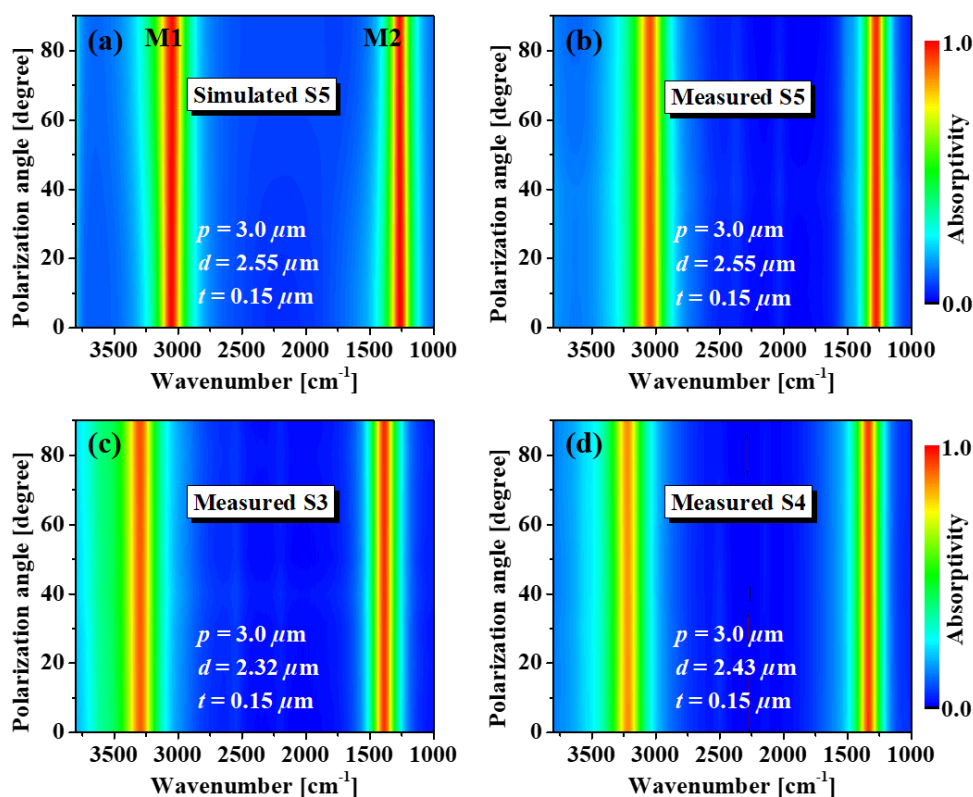 (a) M1 M2
Simulated S5
p = 3.0 μm
d = 2.55 μm
t = 0.15 μm
80
60
40
20
0
Polarization angle [degree]
3500 3000 2500 2000 1500 1000
Wavenumber [cm-1]
(b)
Measured S5
p = 3.0 μm
d = 2.55 μm
t = 0.15 μm
80
60
40
20
0
Polarization angle [degree]
3500 3000 2500 2000 1500 1000
Wavenumber [cm-1]
1.0
Absorptivity
0.0
(c)
Measured S3
p = 3.0 μm
d = 2.32 μm
t = 0.15 μm
80
60
40
20
0
Polarization angle [degree]
3500 3000 2500 2000 1500 1000
Wavenumber [cm-1]
(d)
Measured S4
p = 3.0 μm
d = 2.43 μm
t = 0.15 μm
80
60
40
20
0
Polarization angle [degree]
3500 3000 2500 2000 1500 1000
Wavenumber [cm-1]
1.0
Absorptivity
0.0